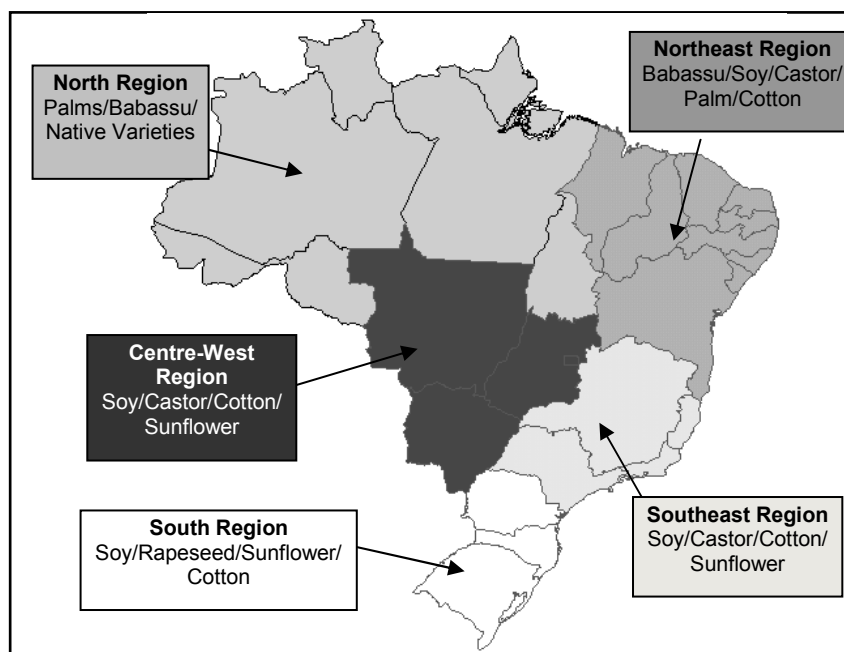 North Region
Palms/Babassu/
Native Varieties
Northeast Region
Babassu/Soy/Castor/
Palm/Cotton
Centre-West
Region
Soy/Castor/Cotton/
Sunflower
South Region
Soy/Rapeseed/Sunflower/
Cotton
Southeast Region
Soy/Castor/Cotton/
Sunflower